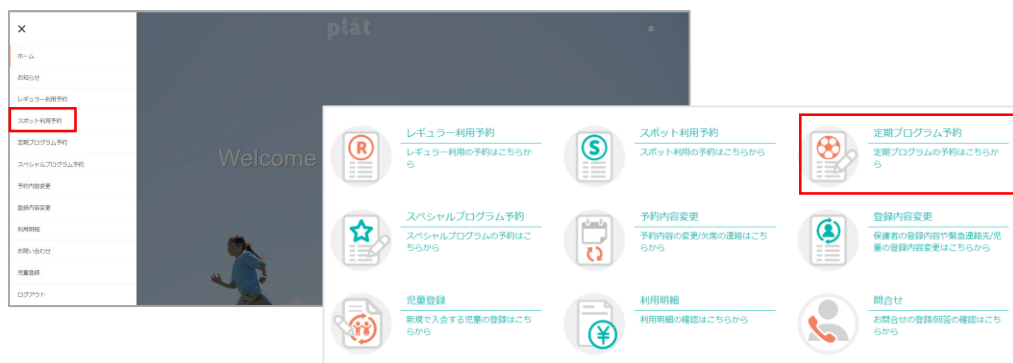 ×
plát
ホーム
お知らせ
レギュラー利用予約
スポット利用予約
定期プログラム予約
スペシャルプログラム予約
予約内容変更
登録内容変更
利用明細
お問い合わせ
児童登録
ログアウト
Welcome
R
レギュラー利用予約
レギュラー利用の予約はこちらか
ら
S
スポット利用予約
スポット利用の予約はこちらから
定期プログラム予約
定期プログラムの予約はこちらか
ら
スペシャルプログラム予約
スペシャルプログラムの予約はこ
ちらから
予約内容変更
予約内容の変更/欠席の連絡はこち
らから
登録内容変更
保護者の登録内容や緊急連絡先/児
童の登録内容変更はこちらから
児童登録
新規で入会する児童の登録はこち
らから
¥
利用明細
利用明細の確認はこちらから
問合せ
お問合せの登録/回答の確認はこち
らから